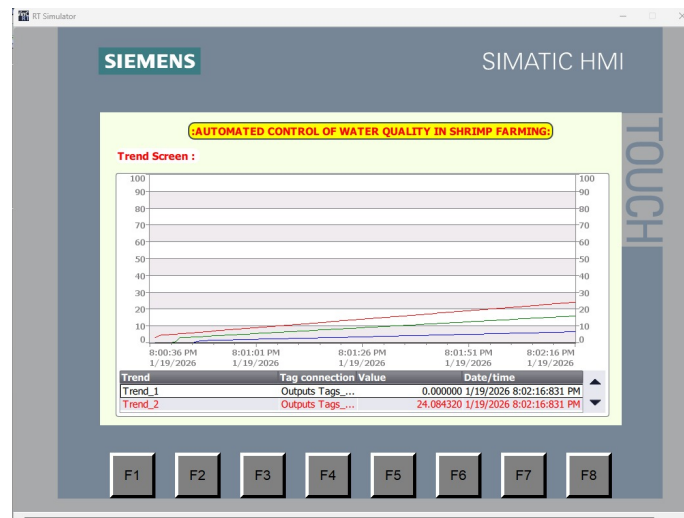 RT Simulator
SIEMENS
SIMATIC HMI
TOUCH
:AUTOMATED CONTROL OF WATER QUALITY IN SHRIMP FARMING:
Trend Screen :
100 100
90 90
80 80
70 70
60 60
50 50
40 40
30 30
20 20
10 10
0 0
8:00:36 PM 8:01:01 PM 8:01:26 PM 8:01:51 PM 8:02:16 PM
1/19/2026 1/19/2026 1/19/2026 1/19/2026 1/19/2026
Trend Tag connection Value Date/time
Trend_1 Outputs Tags_... 0.000000 1/19/2026 8:02:16:831 PM
Trend_2 Outputs Tags_... 24.084320 1/19/2026 8:02:16:831 PM
F1 F2 F3 F4 F5 F6 F7 F8